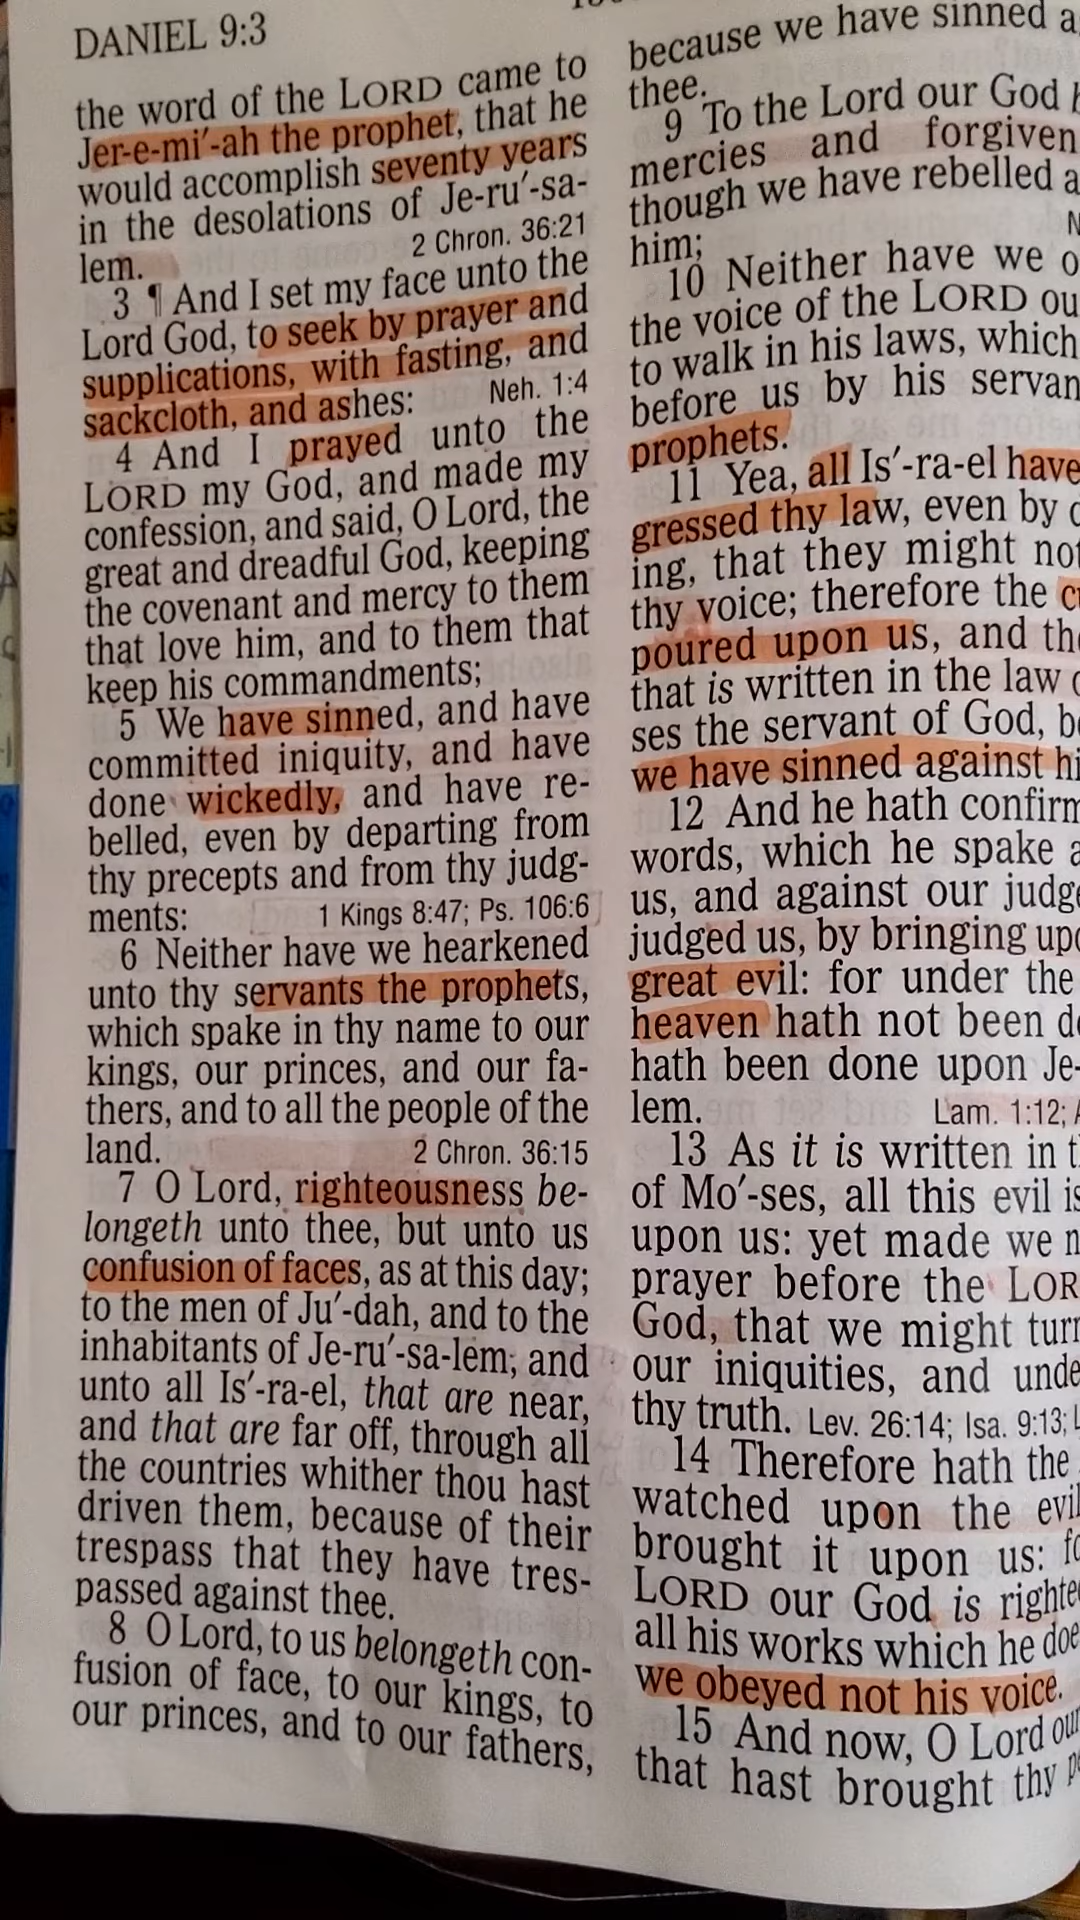 DANIEL 9:3
the word of the LORD came to
Jer-e-mi′-ah the prophet, that he
would accomplish seventy years
in the desolations of Je-ru′-sa-
lem. 2 Chron. 36:21
3 ¶ And I set my face unto the
Lord God, to seek by prayer and
supplications, with fasting, and
sackcloth, and ashes: Neh. 1:4
4 And I prayed unto the
LORD my God, and made my
confession, and said, O Lord, the
great and dreadful God, keeping
the covenant and mercy to them
that love him, and to them that
keep his commandments;
5 We have sinned, and have
committed iniquity, and have
done wickedly, and have re-
belled, even by departing from
thy precepts and from thy judg-
ments: 1 Kings 8:47; Ps. 106:6
6 Neither have we hearkened
unto thy servants the prophets,
which spake in thy name to our
kings, our princes, and our fa-
thers, and to all the people of the
land. 2 Chron. 36:15
7 O Lord, righteousness be-
longeth unto thee, but unto us
confusion of faces, as at this day;
to the men of Ju′-dah, and to the
inhabitants of Je-ru′-sa-lem, and
unto all Is′-ra-el, that are near,
and that are far off, through all
the countries whither thou hast
driven them, because of their
trespass that they have tres-
passed against thee.
8 O Lord, to us belongeth con-
fusion of face, to our kings, to
our princes, and to our fathers,
because we have sinned a
thee.
9 To the Lord our God
mercies and forgiven
though we have rebelled a
him;
10 Neither have we o
the voice of the LORD ou
to walk in his laws, which
before us by his servan
prophets.
11 Yea, all Is′-ra-el have
gressed thy law, even by d
ing, that they might not
thy voice; therefore the c
poured upon us, and the
that is written in the law o
ses the servant of God, be
we have sinned against hi
12 And he hath confirm
words, which he spake a
us, and against our judge
judged us, by bringing upo
great evil: for under the
heaven hath not been do
hath been done upon Je-
lem. Lam. 1:12;
13 As it is written in t
of Mo′-ses, all this evil is
upon us: yet made we n
prayer before the LOR
God, that we might turn
our iniquities, and unde
thy truth. Lev. 26:14; Isa. 9:13;
14 Therefore hath the
watched upon the evil
brought it upon us: fo
LORD our God is righte
all his works which he doe
we obeyed not his voice.
15 And now, O Lord our
that hast brought thy pe